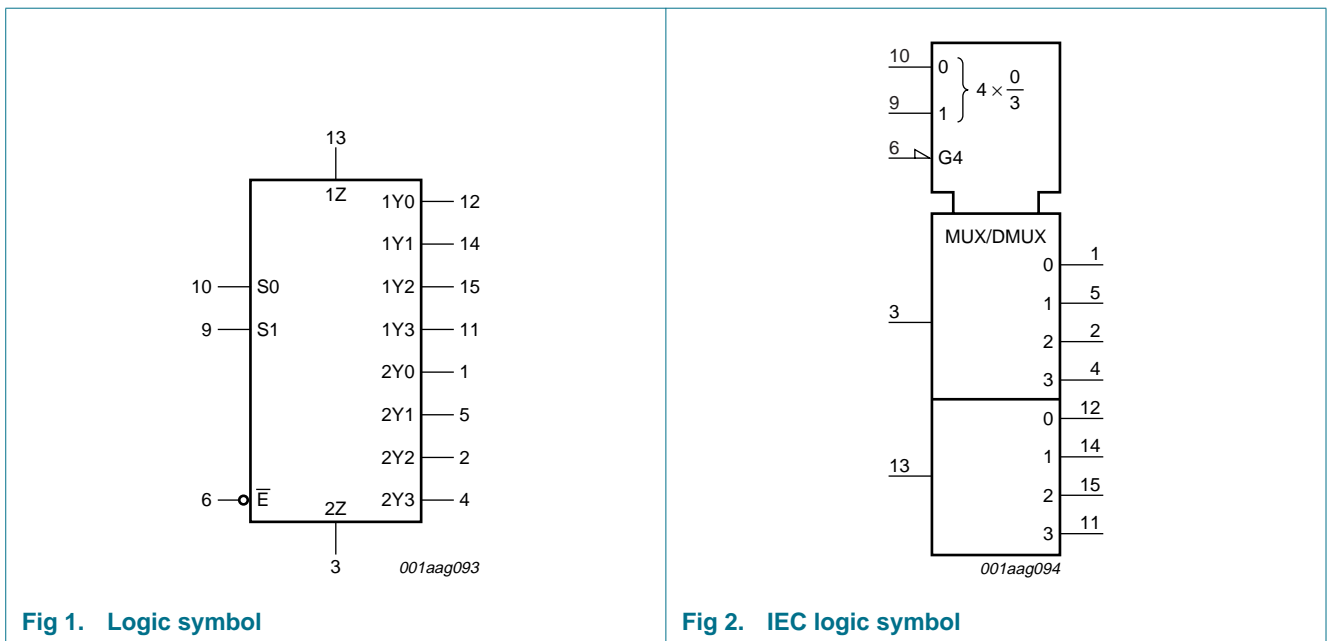 13
1Z
1Y0 12
1Y1 14
10 S0 1Y2 15
9 S1 1Y3 11
2Y0 1
2Y1 5
2Y2 2
6 E̅ 2Z 2Y3 4
3 001aag093
Fig 1. Logic symbol
10 0
4 × 0/3
9 1
6 G4
MUX/DMUX
0 1
1 5
3
2 2
3 4
0 12
1 14
13
2 15
3 11
001aag094
Fig 2. IEC logic symbol